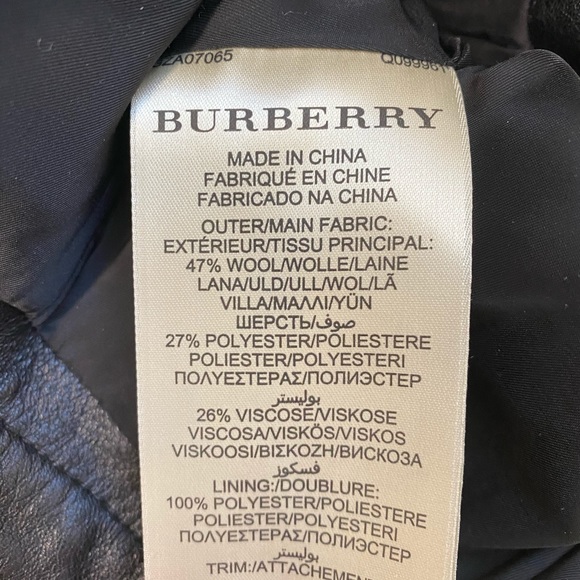 ZA07065
BURBERRY
MADE IN CHINA
FABRIQUÉ EN CHINE
FABRICADO NA CHINA
OUTER/MAIN FABRIC:
EXTÉRIEUR/TISSU PRINCIPAL:
47% WOOL/WOLLE/LAINE
LANA/ULD/ULL/WOL/LÃ
VILLA/ΜΑΛΛΙ/YÜN
ШЕРСТЬ/صوف
27% POLYESTER/POLIESTERE
POLIESTER/POLYESTERI
ΠΟΛΥΕΣΤΕΡΑΣ/ПОЛИЭСТЕР
بوليستر
26% VISCOSE/VISKOSE
VISCOSA/VISKÖS/VISKOS
VISKOOSI/ΒΙΣΚΟΖΗ/ВИСКОЗА
فسكوز
LINING:/DOUBLURE:
100% POLYESTER/POLIESTERE
POLIESTER/POLYESTERI
ΠΟΛΥΕΣΤΕΡΑΣ/ПОЛИЭСТЕР
بوليستر
TRIM:/ATTACHEMENT